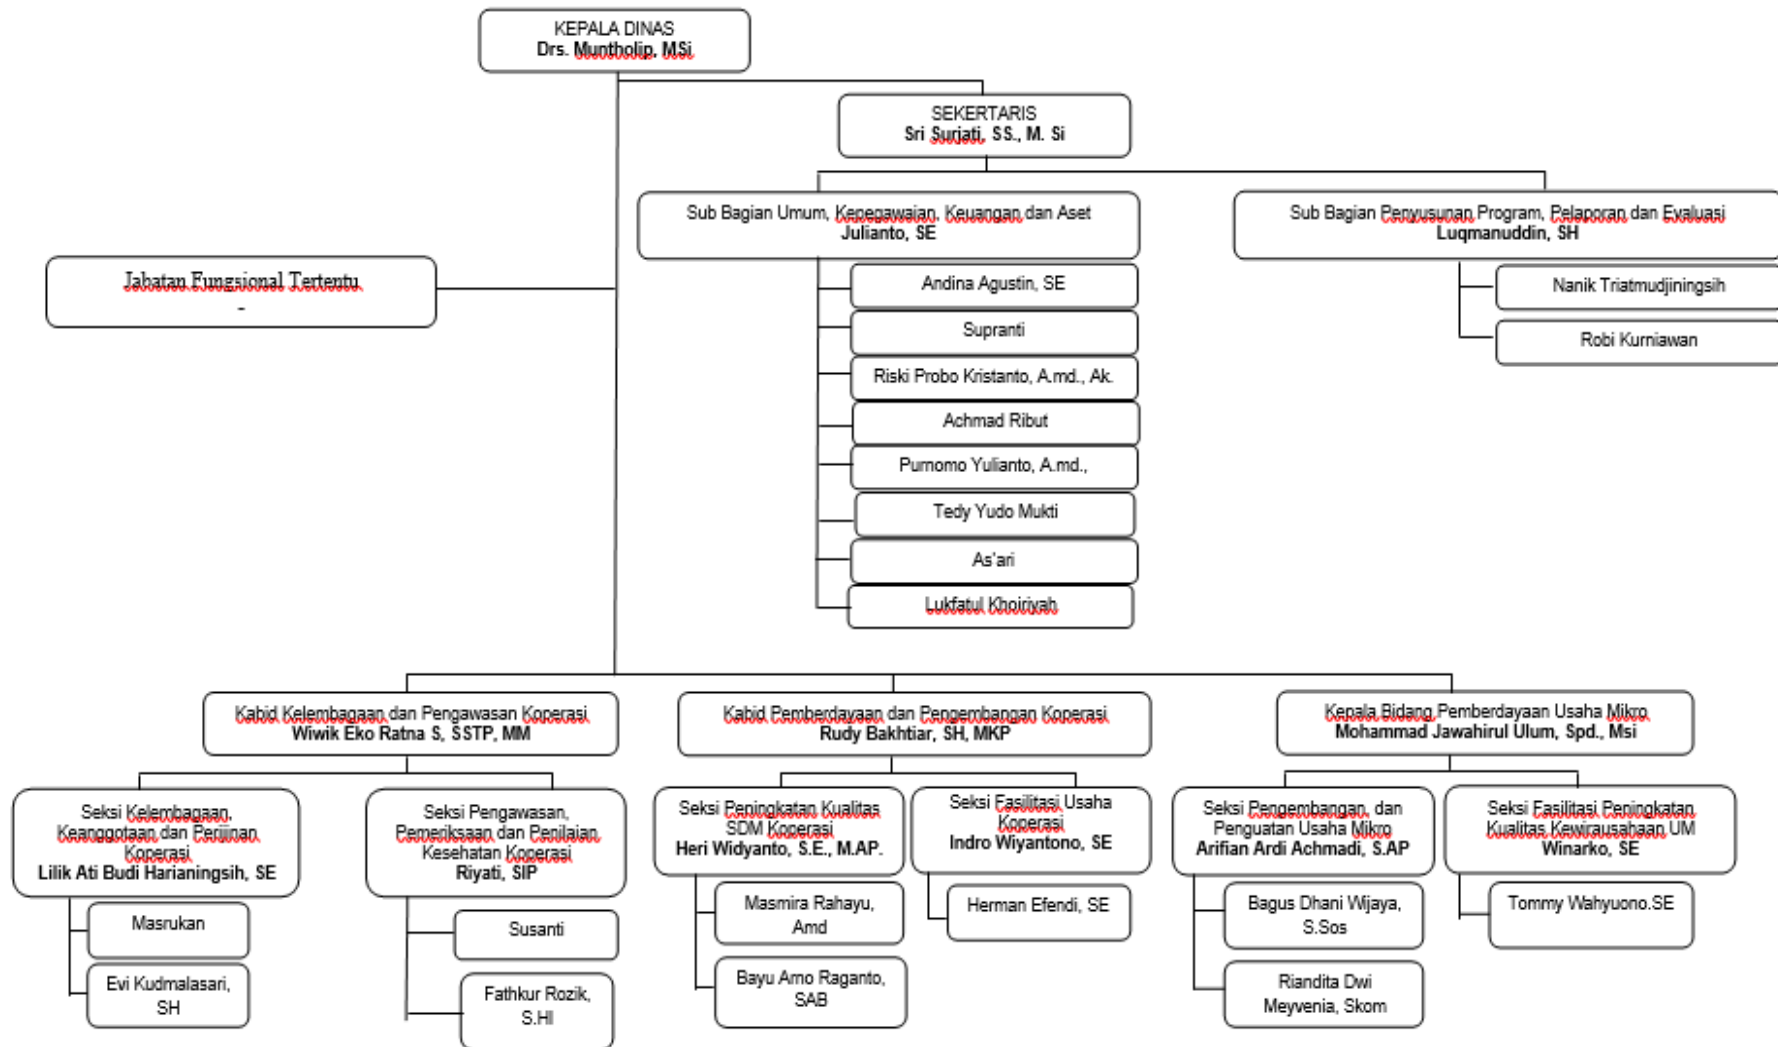 KEPALA DINAS
Drs. Muntholip, MSi
SEKERTARIS
Sri Surjati, SS., M. Si
Sub Bagian Umum, Kepegawaian, Keuangan dan Aset
Julianto, SE
Sub Bagian Penyusunan Program, Pelaporan dan Evaluasi
Luqmanuddin, SH
Jabatan Fungsional Tertentu
-
Andina Agustin, SE
Supranti
Riski Probo Kristanto, A.md., Ak.
Achmad Ribut
Purnomo Yulianto, A.md.,
Tedy Yudo Mukti
As'ari
Lukfatul Khoiriyah
Nanik Triatmudjiningsih
Robi Kurniawan
Kabid Kelembagaan dan Pengawasan Koperasi
Wiwik Eko Ratna S, SSTP, MM
Kabid Pemberdayaan dan Pengembangan Koperasi
Rudy Bakhtiar, SH, MKP
Kepala Bidang Pemberdayaan Usaha Mikro
Mohammad Jawahirul Ulum, Spd., Msi
Seksi Kelembagaan,
Keanggotaan dan Perijinan
Koperasi
Lilik Ati Budi Harianingsih, SE
Masrukan
Evi Kudmalasari,
SH
Seksi Pengawasan,
Pemeriksaan dan Penilaian
Kesehatan Koperasi
Riyati, SIP
Susanti
Fathkur Rozik,
S.HI
Seksi Peningkatan Kualitas
SDM Koperasi
Heri Widyanto, S.E., M.AP.
Masmira Rahayu,
Amd
Bayu Arno Raganto,
SAB
Seksi Fasilitasi Usaha
Koperasi
Indro Wiyantono, SE
Herman Efendi, SE
Seksi Pengembangan, dan
Penguatan Usaha Mikro
Arifian Ardi Achmadi, S.AP
Bagus Dhani Wijaya,
S.Sos
Riandita Dwi
Meyvenia, Skom
Seksi Fasilitasi Peningkatan
Kualitas Kewirausahaan UM
Winarko, SE
Tommy Wahyuono.SE